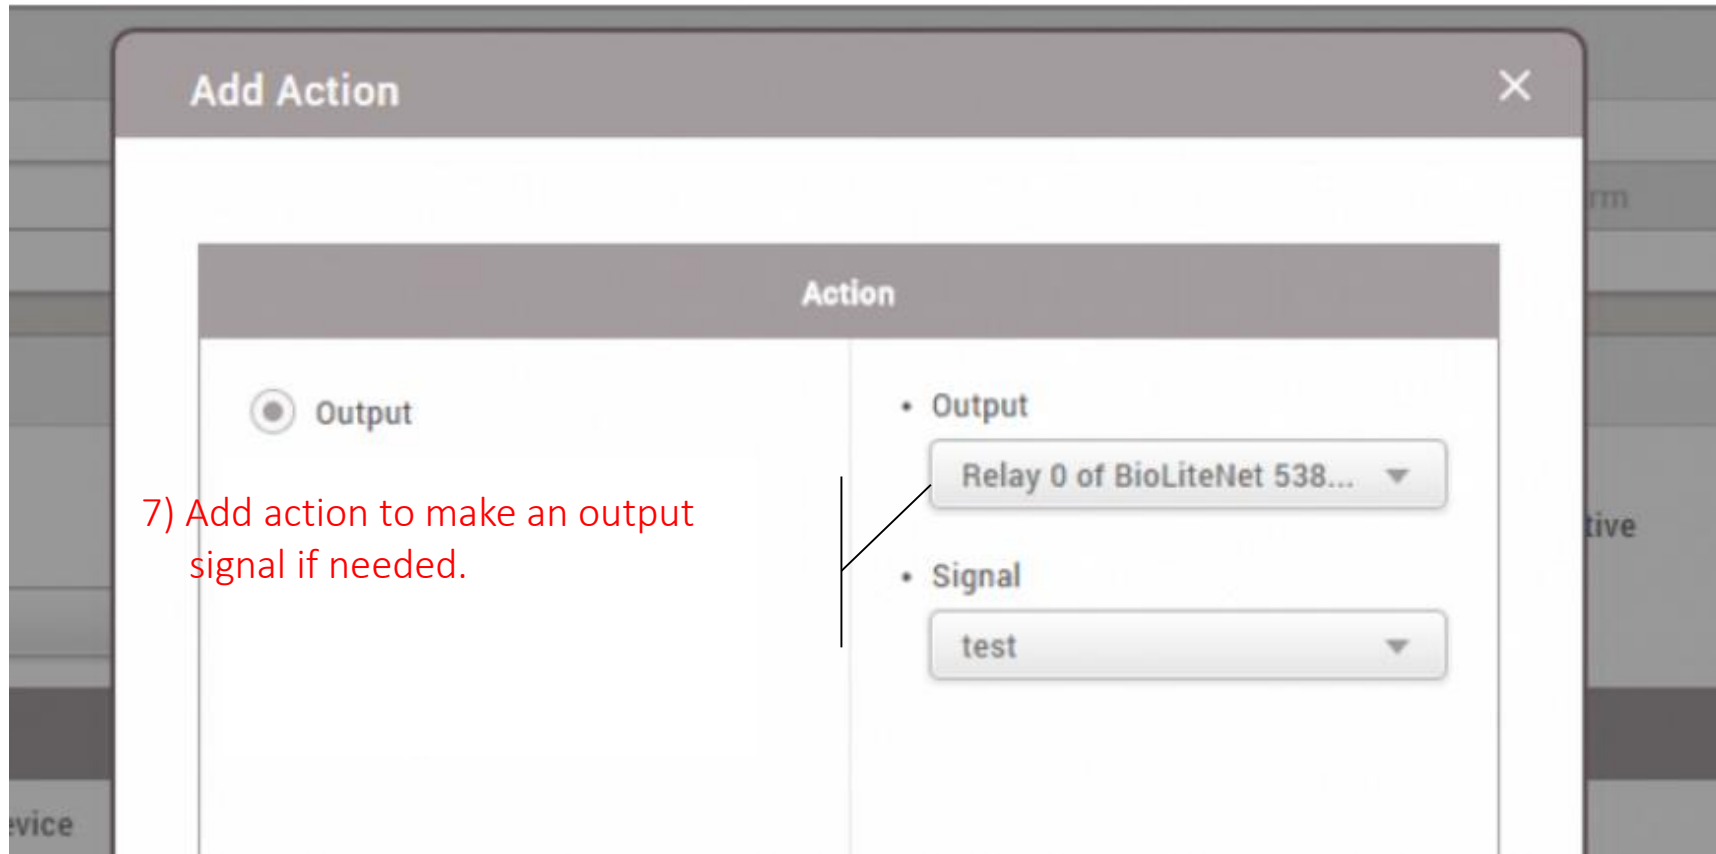 Add Action
rm
Action
Output
• Output
Relay 0 of BioLiteNet 538...
7) Add action to make an output
signal if needed.
tive
• Signal
test
evice